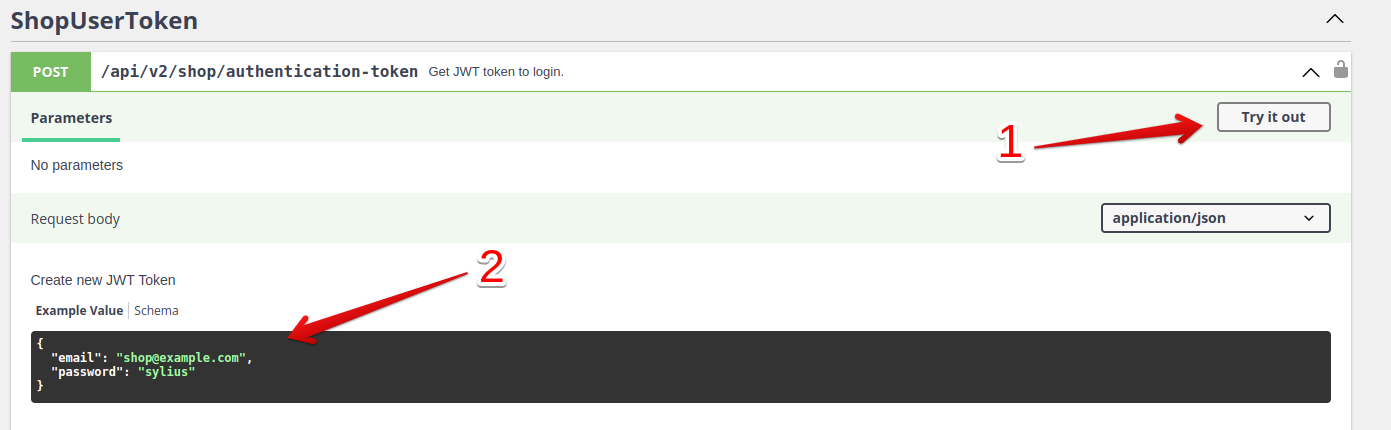 ShopUserToken
POST /api/v2/shop/authentication-token Get JWT token to login.
Parameters
Try it out
1
No parameters
Request body
application/json
2
Create new JWT Token
Example Value Schema
{
"email": "shop@example.com",
"password": "sylius"
}